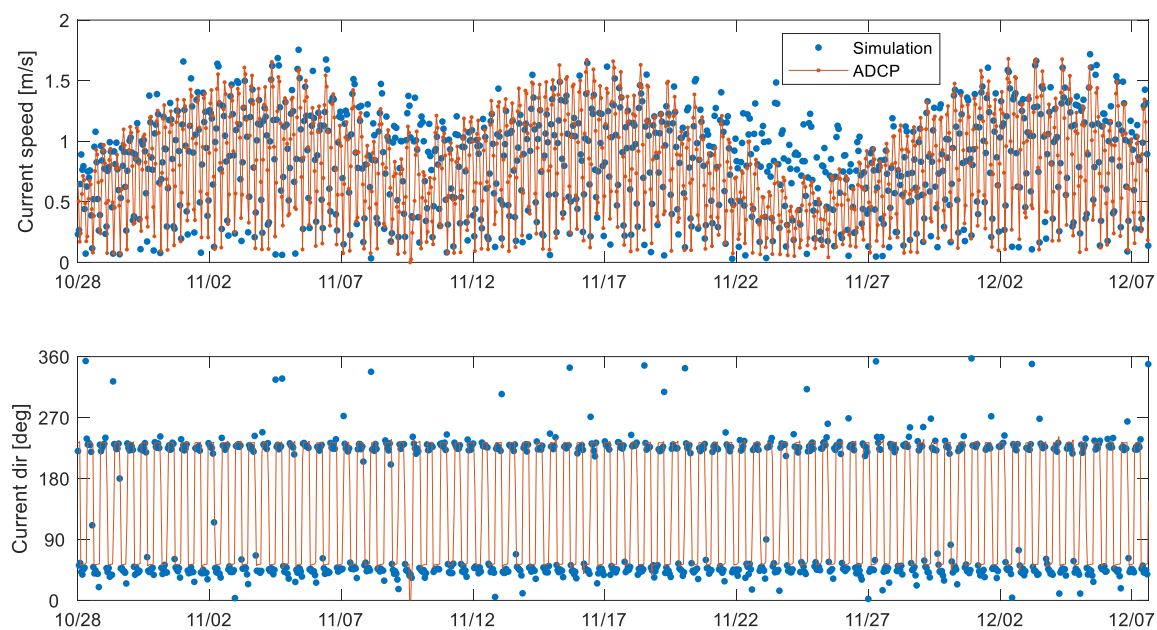 Current speed [m/s]
2
1.5
1
0.5
0
Simulation
ADCP
10/28 11/02 11/07 11/12 11/17 11/22 11/27 12/02 12/07
Current dir [deg]
360
270
180
90
0
10/28 11/02 11/07 11/12 11/17 11/22 11/27 12/02 12/07